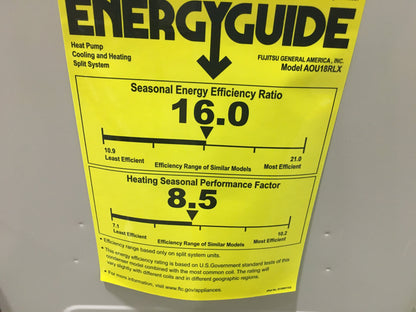 ENERGYGUIDE
Heat Pump
Cooling and Heating
Split System
FUJITSU GENERAL AMERICA, INC.
Model AOU18RLX
Seasonal Energy Efficiency Ratio
16.0
10.9
Least Efficient
Efficiency Range of Similar Models
21.0
Most Efficient
Heating Seasonal Performance Factor
8.5
7.1
Least Efficient
Efficiency Range of Similar Models
10.2
Most Efficient
• Efficiency range based only on split system units.
• This energy efficiency rating is based on U.S. Government standard tests of this
condenser model combined with the most common coil. The rating will
vary slightly with different coils and in different geographic regions.
• For more information, visit www.ftc.gov/appliances.